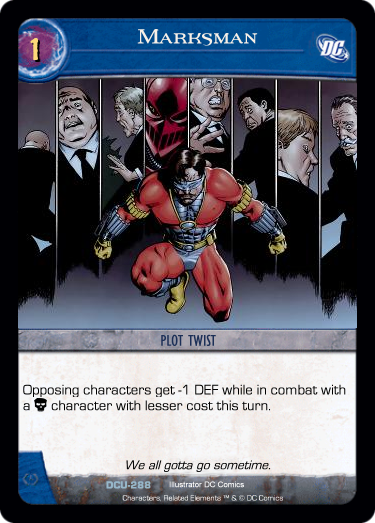 1
Marksman
DC
PLOT TWIST
Opposing characters get -1 DEF while in combat with
a character with lesser cost this turn.
We all gotta go sometime.
DCU-288 Illustrator DC Comics
Characters, Related Elements ™ & © DC Comics